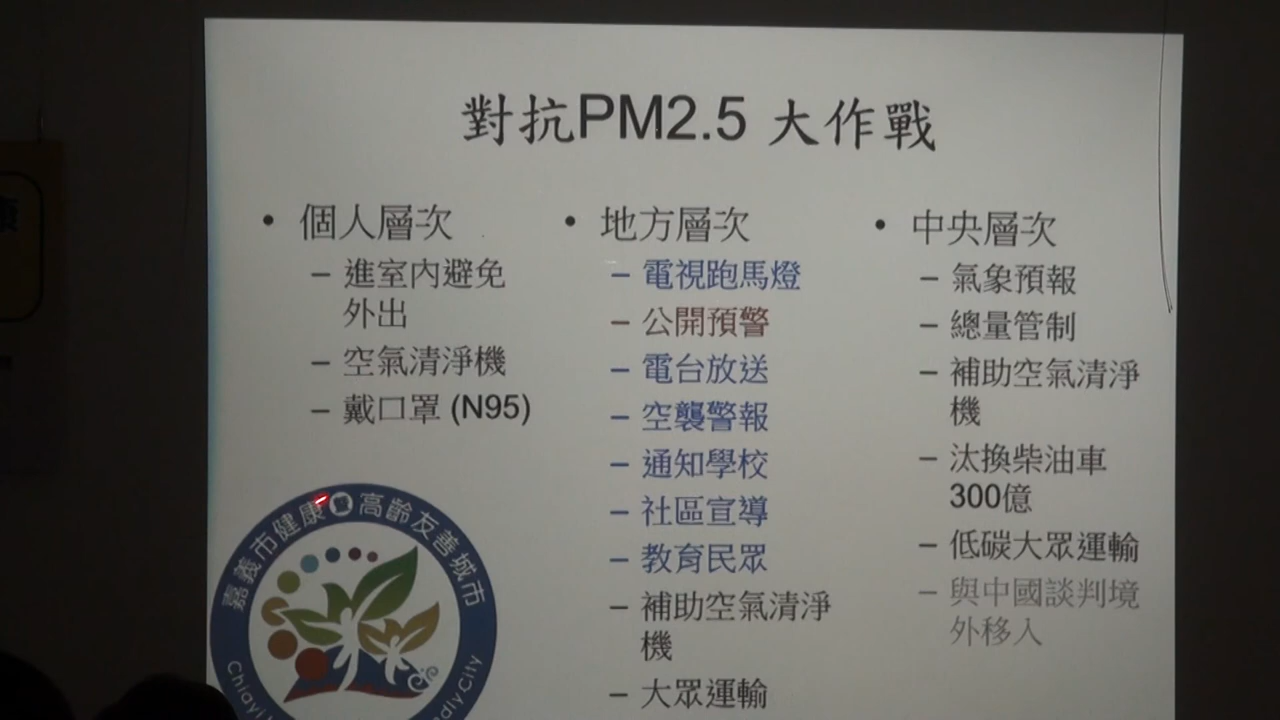 對抗PM2.5 大作戰
• 個人層次
– 進室內避免
外出
– 空氣清淨機
– 戴口罩 (N95)
• 地方層次
– 電視跑馬燈
– 公開預警
– 電台放送
– 空襲警報
– 通知學校
– 社區宣導
– 教育民眾
– 補助空氣清淨
機
– 大眾運輸
• 中央層次
– 氣象預報
– 總量管制
– 補助空氣清淨
機
– 汰換柴油車
300億
– 低碳大眾運輸
– 與中國談判境
外移入
嘉義市健康暨高齡友善城市
Chiayi
City
康